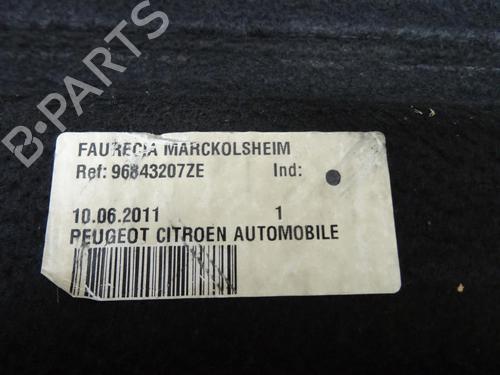 B-PARTS
FAURECIA MARCKOLSHEIM
Ref: 96843207ZE Ind:
10.06.2011 1
PEUGEOT CITROEN AUTOMOBILE